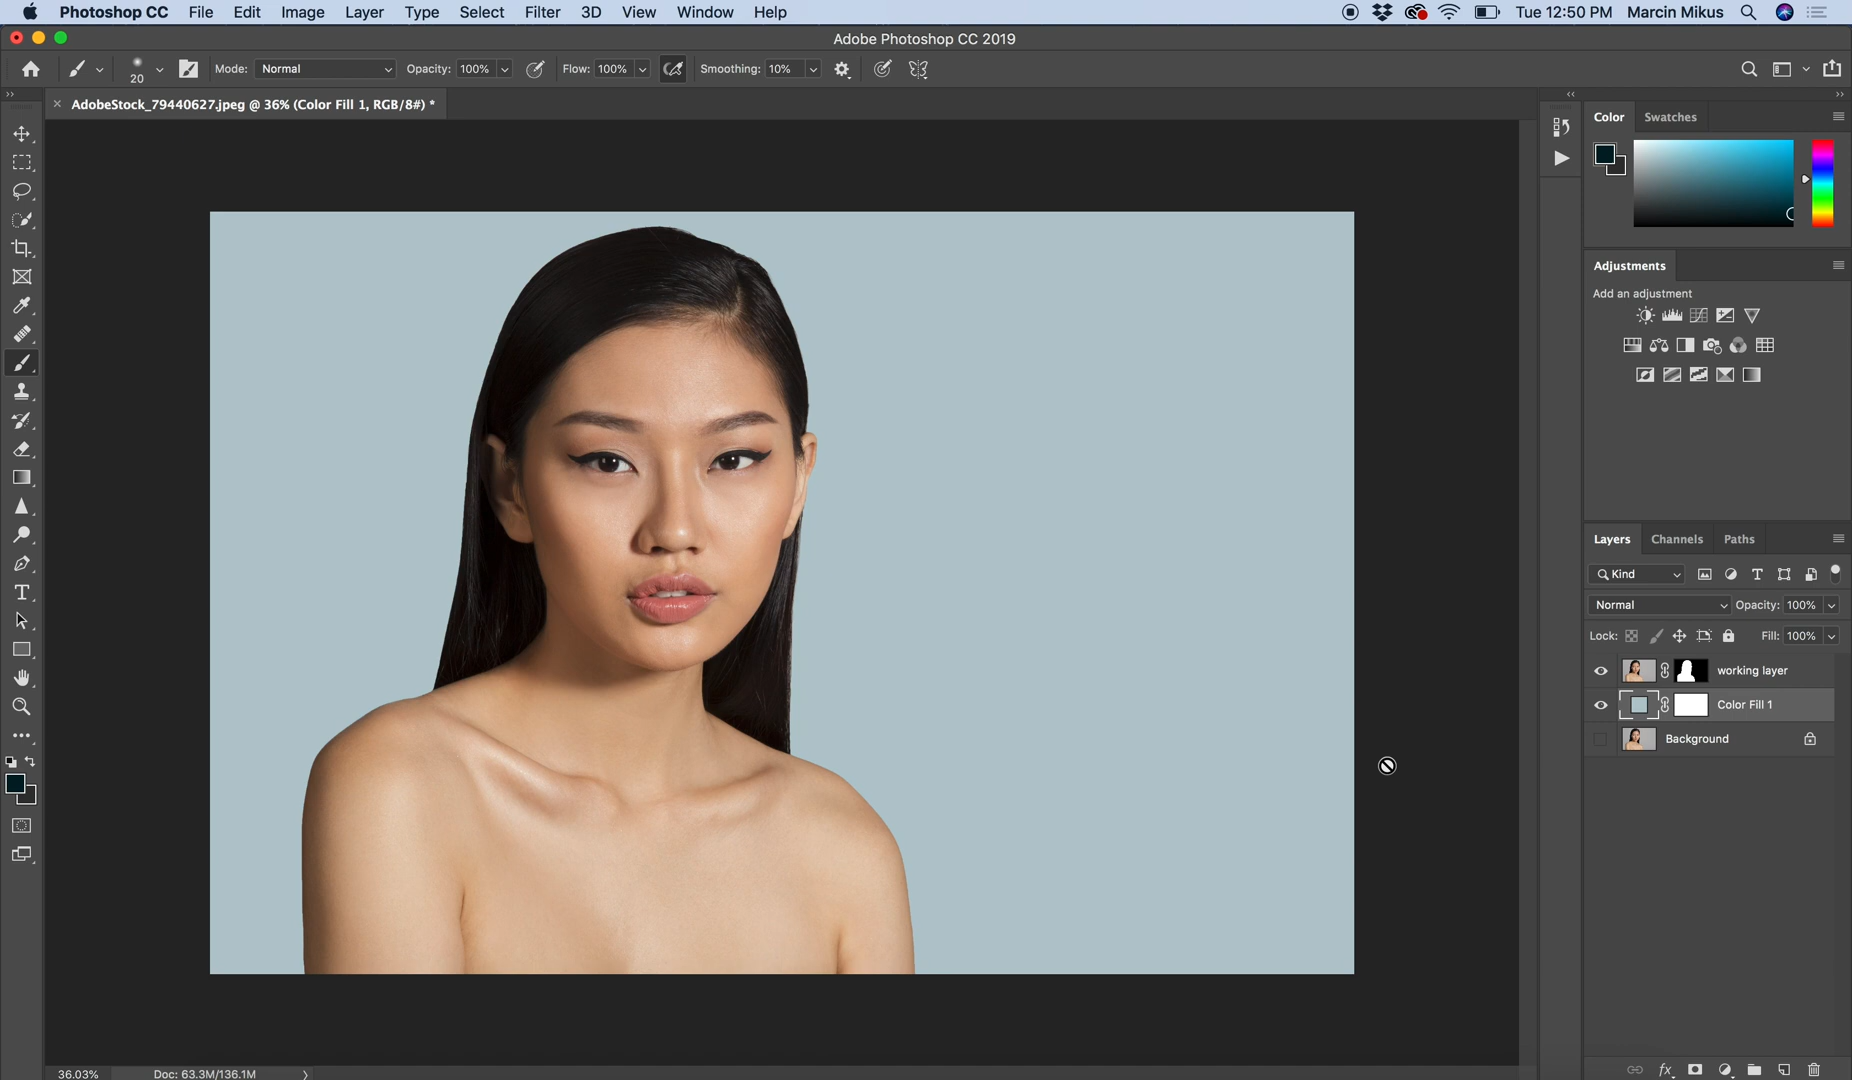 Photoshop CC File Edit Image Layer Type Select Filter 3D View Window Help Tue 12:50 PM Marcin Mikus
Adobe Photoshop CC 2019
20 Mode: Normal Opacity: 100% Flow: 100% Smoothing: 10%
AdobeStock_79440627.jpeg @ 36% (Color Fill 1, RGB/8#) *
Color Swatches
Adjustments
Add an adjustment
Layers Channels Paths
Kind
Normal Opacity: 100%
Lock: Fill: 100%
working layer
Color Fill 1
Background
fx
36.03% Doc: 63.3M/136.1M